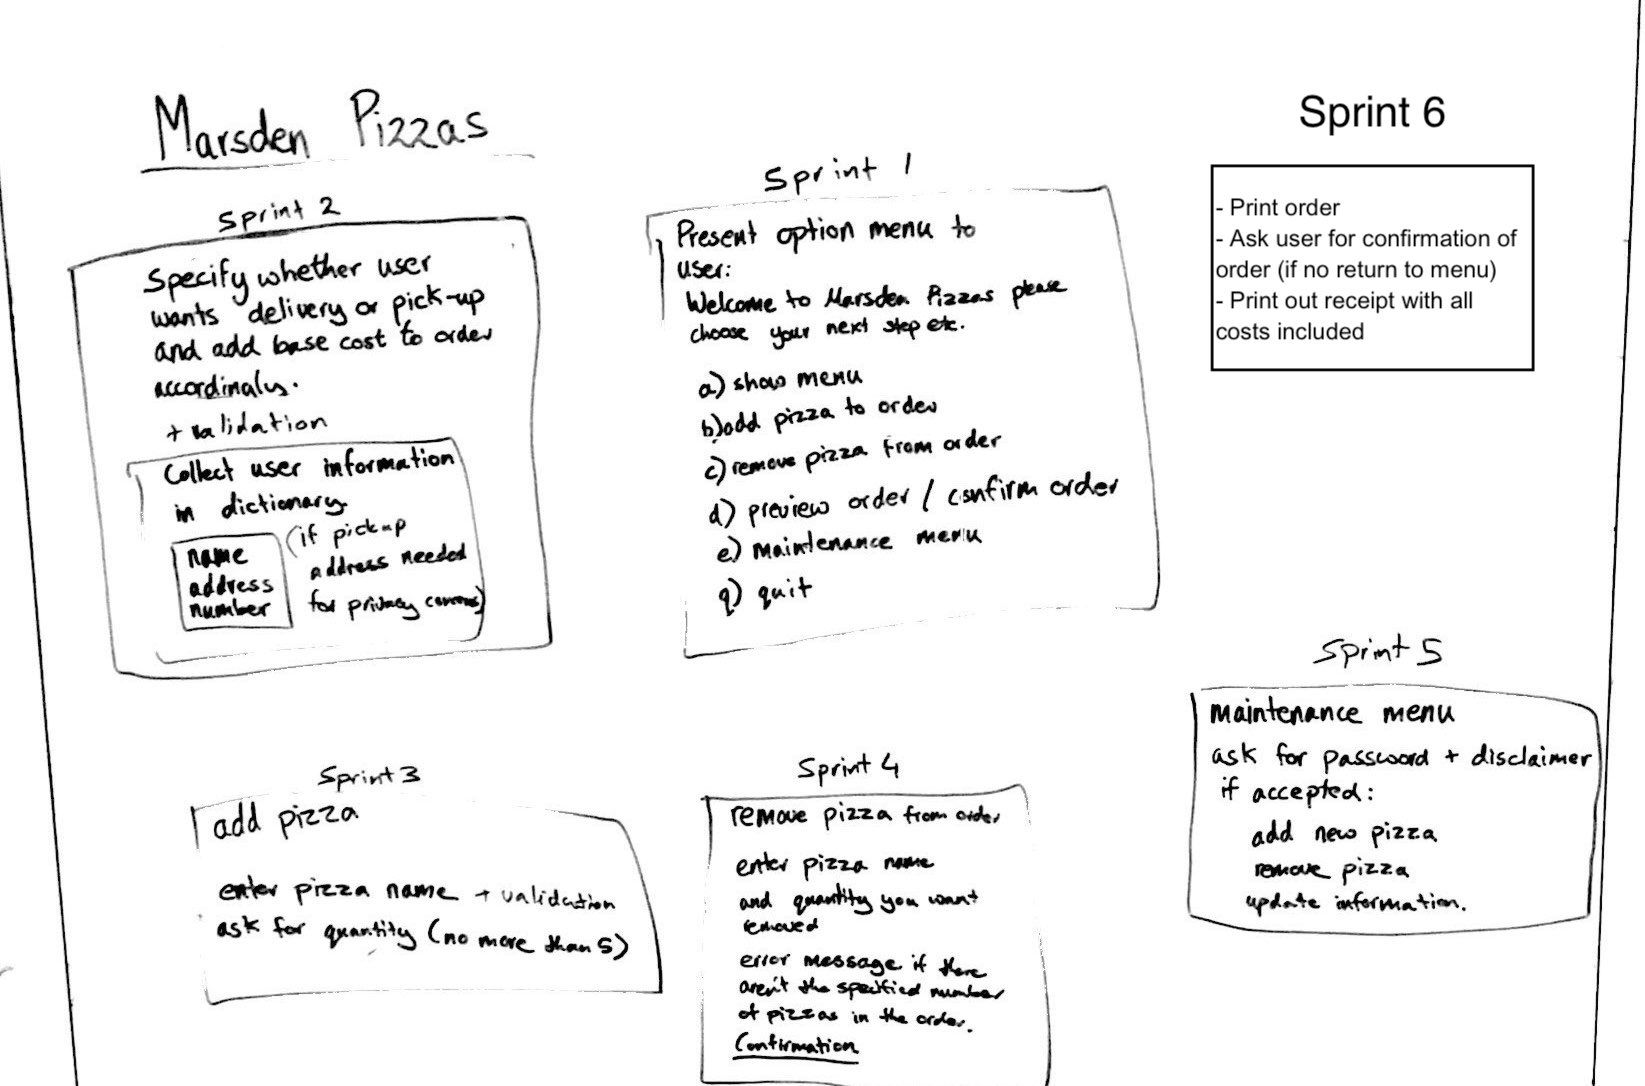 Marsden Pizzas
Sprint 2
Specify whether user
wants delivery or pick-up
and add base cost to order
accordingly.
+ validation
Collect user information
in dictionary.
name
address
number
(if pickup
address needed
for privacy
Sprint 1
Present option menu to
user:
Welcome to Marsden Pizzas please
choose your next step etc.
a) show menu
b) add pizza to order
c) remove pizza from order
d) preview order / confirm order
e) maintenance menu
q) quit
Sprint 6
- Print order
- Ask user for confirmation of
order (if no return to menu)
- Print out receipt with all
costs included
Sprint 3
add pizza
enter pizza name + validation
ask for quantity (no more than 5)
Sprint 4
remove pizza from order
enter pizza name
and quantity you want
removed
error message if there
aren't the specified number
of pizzas in the order.
Confirmation
Sprint 5
maintenance menu
ask for password + disclaimer
if accepted:
add new pizza
remove pizza
update information.